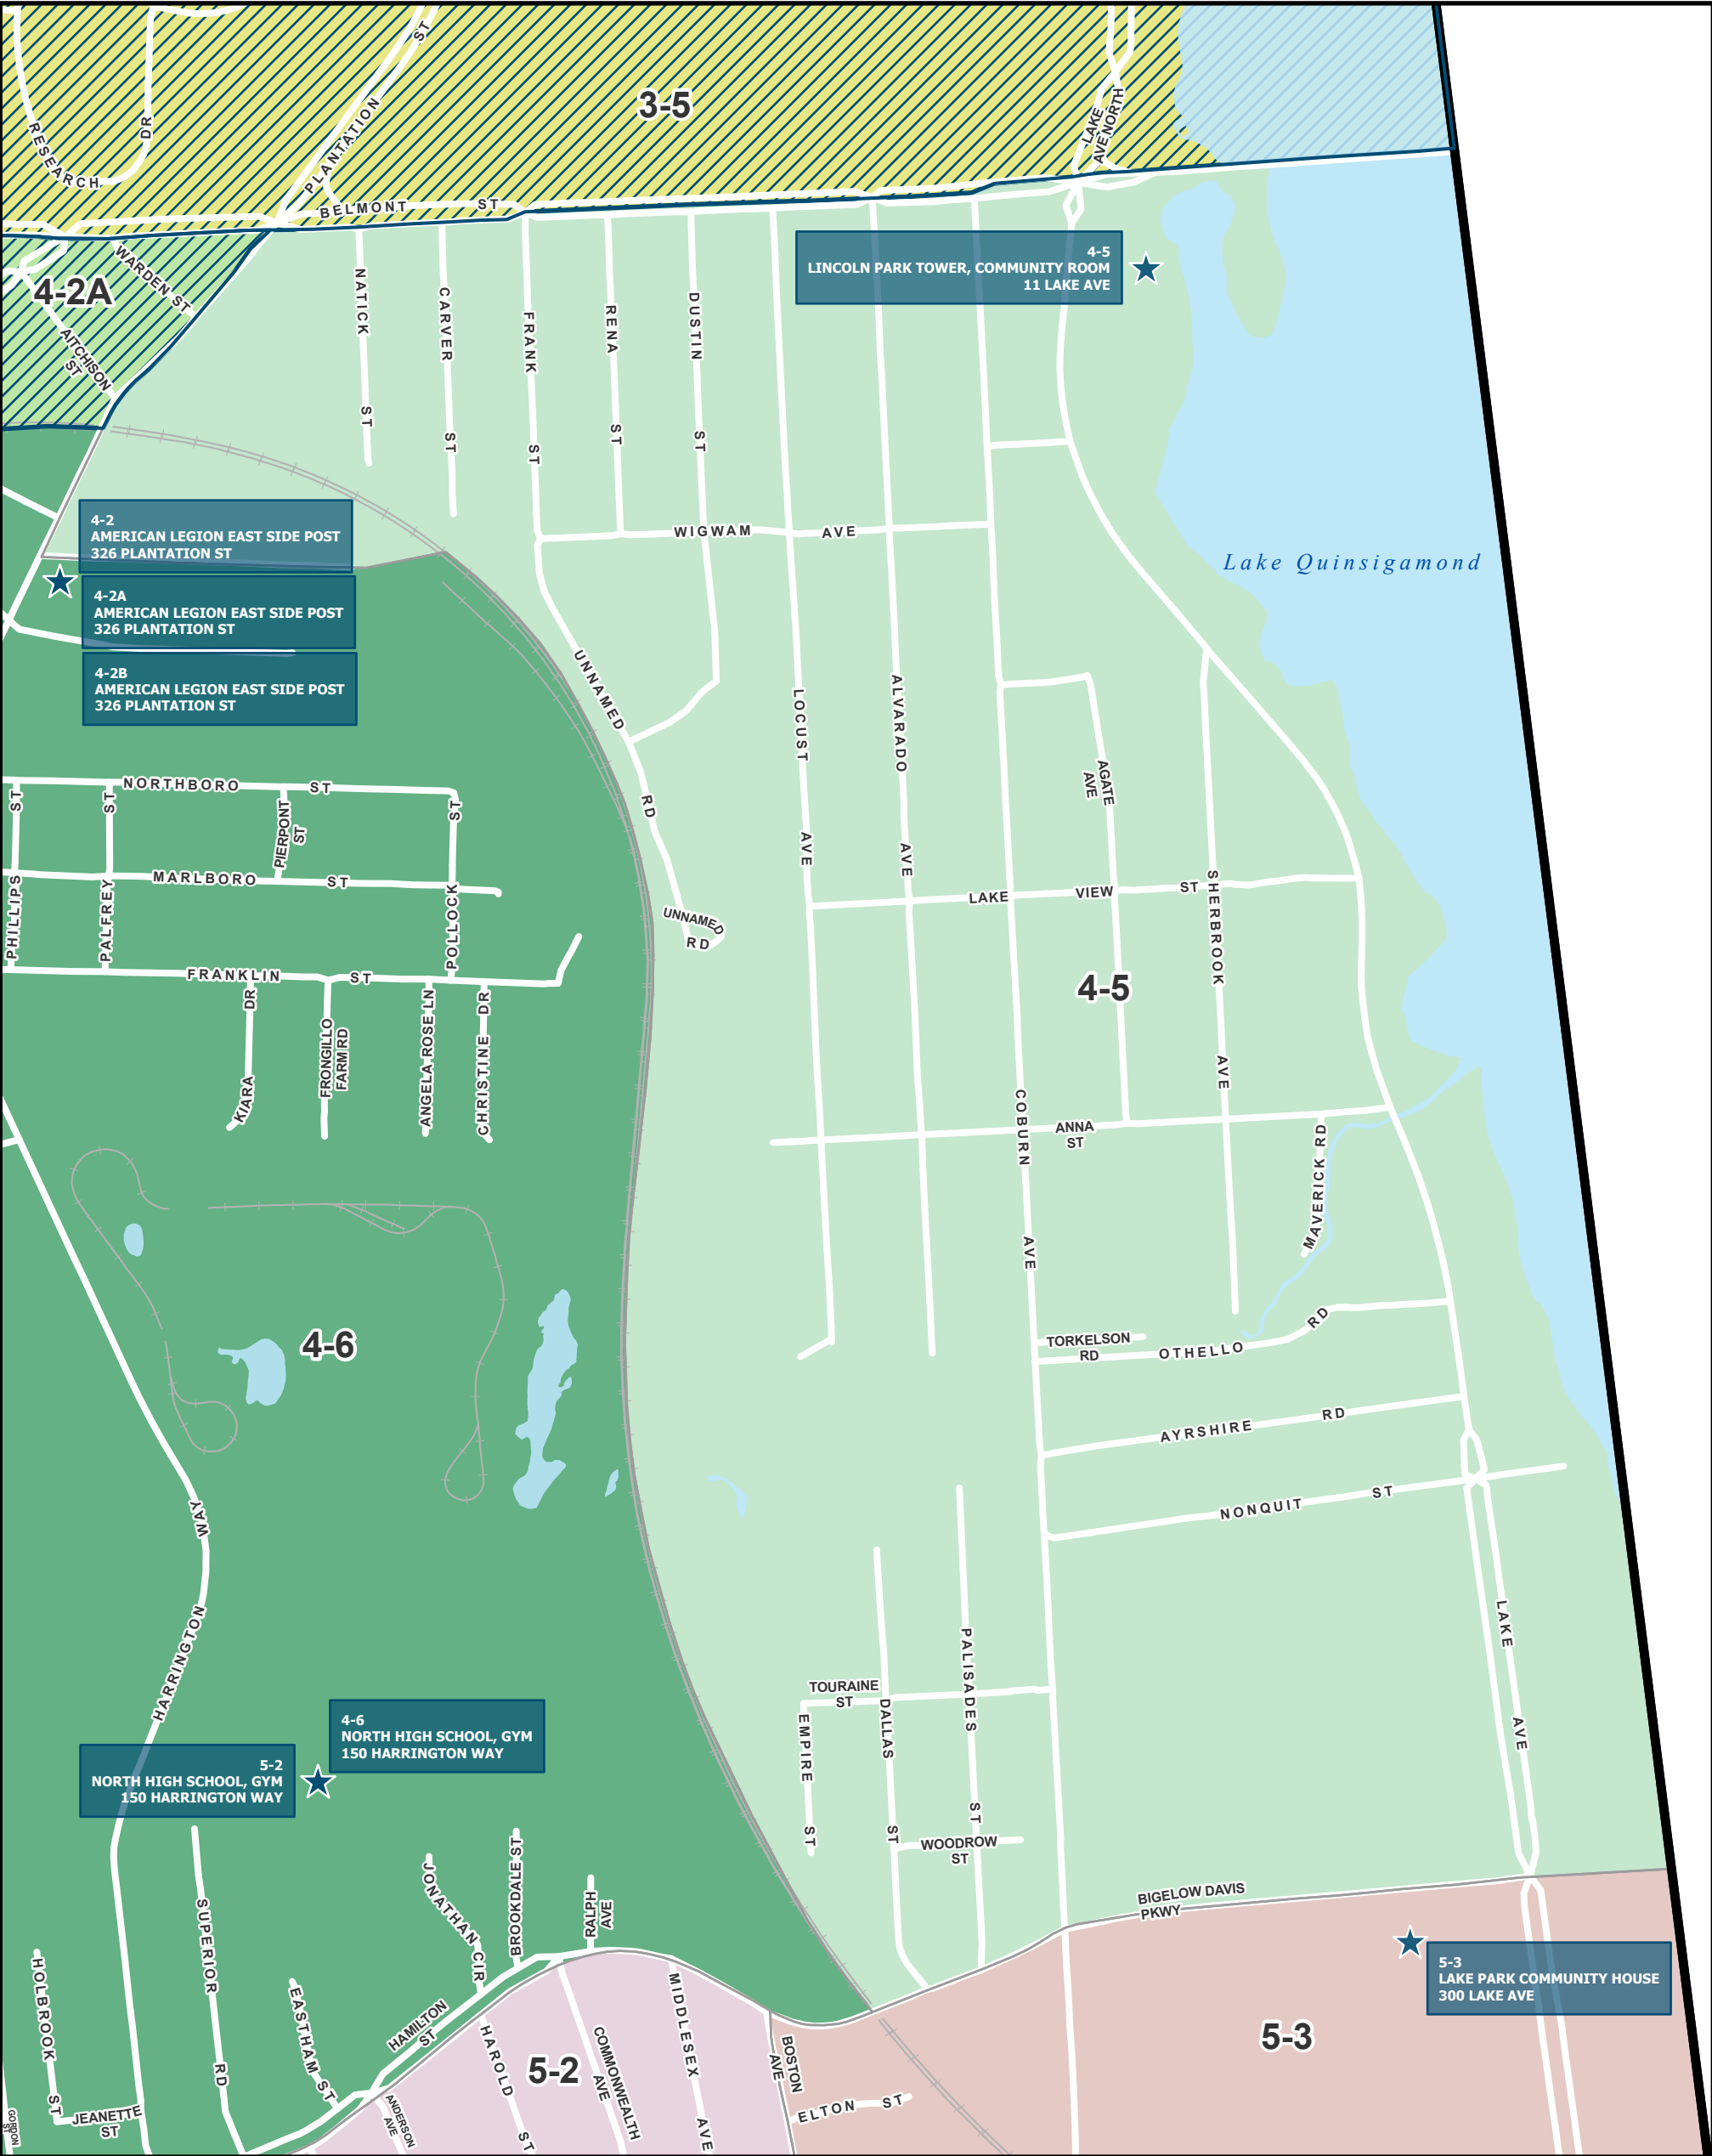 3-5
RESEARCH
DR
PLANTATION
ST
LAKE
AVE NORTH
BELMONT ST
4-2A
WARDEN ST
AITCHISON
ST
NATICK ST
CARVER ST
FRANK ST
RENA ST
DUSTIN ST
4-5
LINCOLN PARK TOWER, COMMUNITY ROOM
11 LAKE AVE
4-2
AMERICAN LEGION EAST SIDE POST
326 PLANTATION ST
4-2A
AMERICAN LEGION EAST SIDE POST
326 PLANTATION ST
4-2B
AMERICAN LEGION EAST SIDE POST
326 PLANTATION ST
WIGWAM AVE
Lake Quinsigamond
UNNAMED RD
LOCUST AVE
ALVARADO AVE
AGATE
AVE
NORTHBORO ST
PHILLIPS ST
PALFREY ST
PIERPONT
ST
POLLOCK ST
MARLBORO ST
UNNAMED
RD
LAKE VIEW ST
SHERBROOK AVE
FRANKLIN ST
KIARA DR
FRONGILLO
FARM RD
ANGELA ROSE LN
CHRISTINE DR
4-5
COBURN AVE
ANNA
ST
MAVERICK RD
4-6
TORKELSON
RD
OTHELLO RD
AYRSHIRE RD
NONQUIT ST
HARRINGTON WAY
LAKE AVE
PALISADES ST
TOURAINE
ST
EMPIRE ST
DALLAS ST
WOODROW
ST
4-6
NORTH HIGH SCHOOL, GYM
150 HARRINGTON WAY
5-2
NORTH HIGH SCHOOL, GYM
150 HARRINGTON WAY
SUPERIOR RD
JONATHAN CIR
BROOKDALE ST
RALPH
AVE
BIGELOW DAVIS
PKWY
5-3
LAKE PARK COMMUNITY HOUSE
300 LAKE AVE
HOLBROOK ST
EASTHAM ST
HAMILTON
ST
HAROLD ST
COMMONWEALTH
AVE
MIDDLESEX AVE
BOSTON
AVE
5-2
5-3
ELTON ST
JEANETTE
ST
ANDERSON
AVE
GORDON
ST